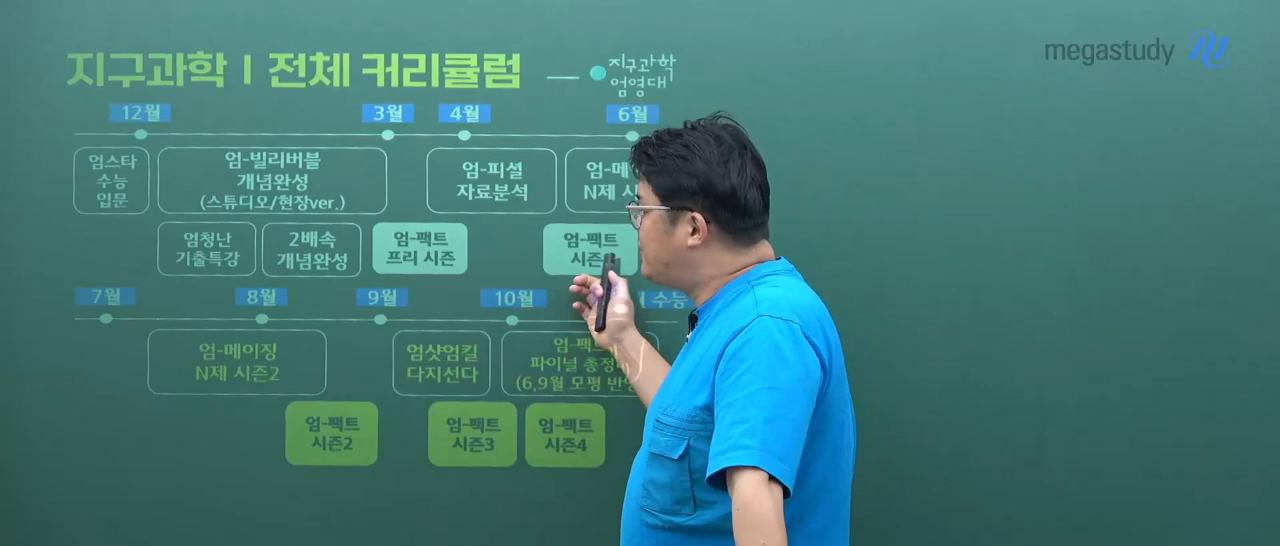 지구과학 I 전체 커리큘럼
지구과학
엄영대
megastudy
12월
3월
4월
6월
엄스타
수능
입문
엄-빌리버블
개념완성
(스튜디오/현장ver.)
엄-피셜
자료분석
엄-메
N제 시
엄청난
기출특강
2배속
개념완성
엄-팩트
프리 시즌
엄-팩트
시즌
7월
8월
9월
10월
수능
엄-메이징
N제 시즌2
엄샷엄킬
다지선다
엄-팩
파이널 총정
(6,9월 모평 반영
엄-팩트
시즌2
엄-팩트
시즌3
엄-팩트
시즌4